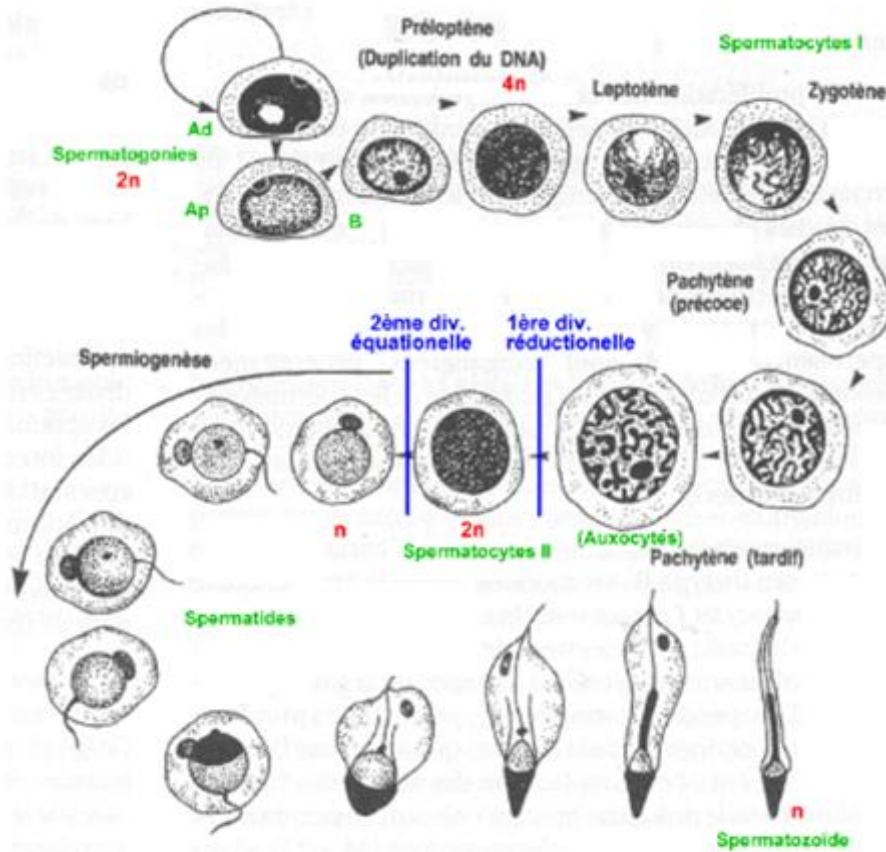 Préloptène
(Duplication du DNA)
4n
Spermatocytes I
Leptotène
Zygotène
Ad
Spermatogonies
2n
Ap
B
Pachytène
(précoce)
2ème div.
équationelle
1ère div.
réductionelle
Spermiogenèse
n
2n
Spermatocytes II
(Auxocytes)
Pachytène (tardif)
Spermatides
n
Spermatozoide